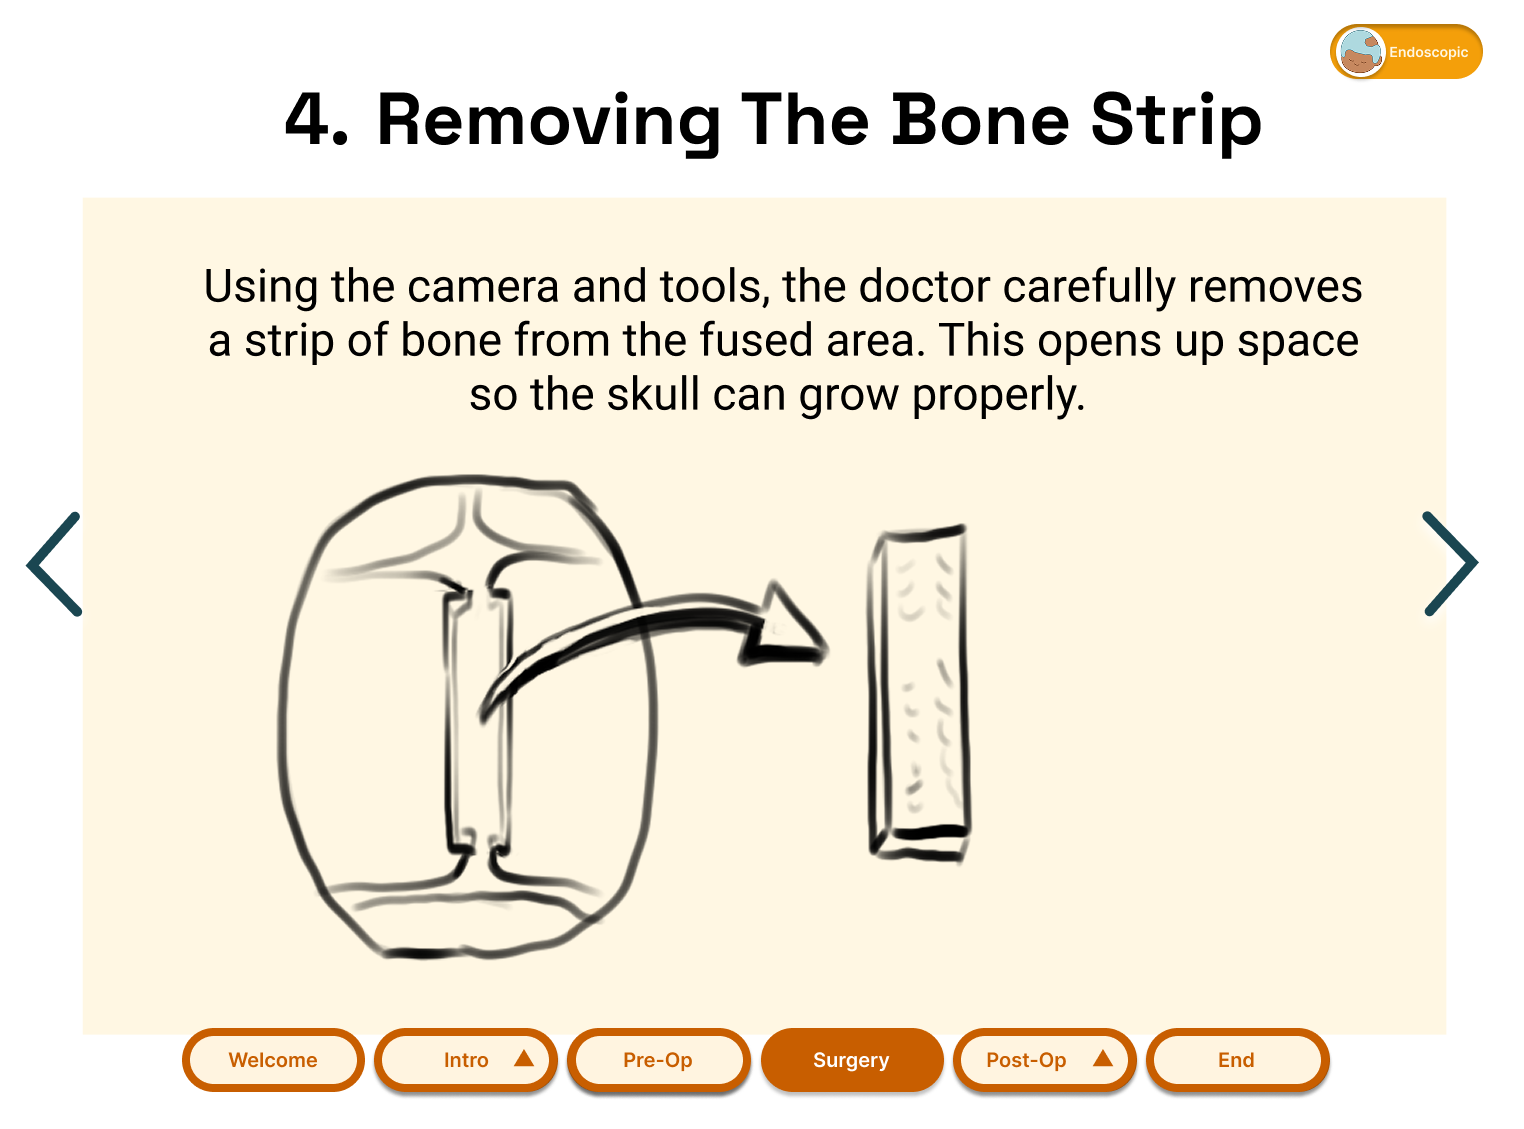 Endoscopic
4. Removing The Bone Strip
Using the camera and tools, the doctor carefully removes
a strip of bone from the fused area. This opens up space
so the skull can grow properly.
Welcome
Intro
Pre-Op
Surgery
Post-Op
End